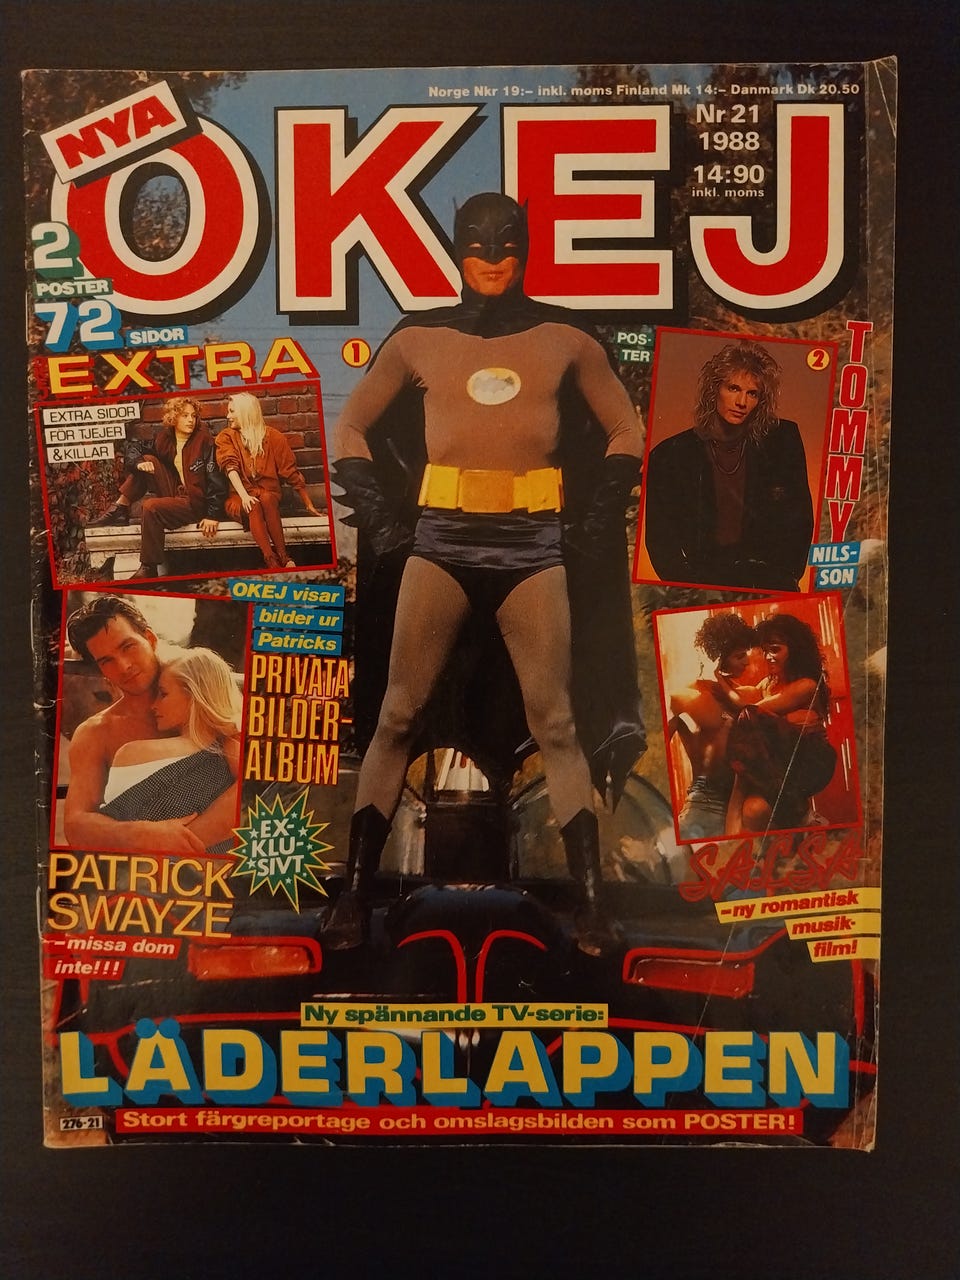 Norge Nkr 19:– inkl. moms Finland Mk 14:– Danmark Dk 20.50
NYA
OKEJ
Nr 21
1988
14:90
inkl. moms
2
POSTER
72 SIDOR
EXTRA
EXTRA SIDOR
FÖR TJEJER
&KILLAR
1
POS-
TER
2
TOMMY
NILS-
SON
OKEJ visar
bilder ur
Patricks
PRIVATA
BILDER-
ALBUM
EX-
KLU-
SIVT
PATRICK
SWAYZE
–missa dom
inte!!!
SALSA
–ny romantisk
musik-
film!
Ny spännande TV-serie:
LÄDERLAPPEN
276-21
Stort färgreportage och omslagsbilden som POSTER!